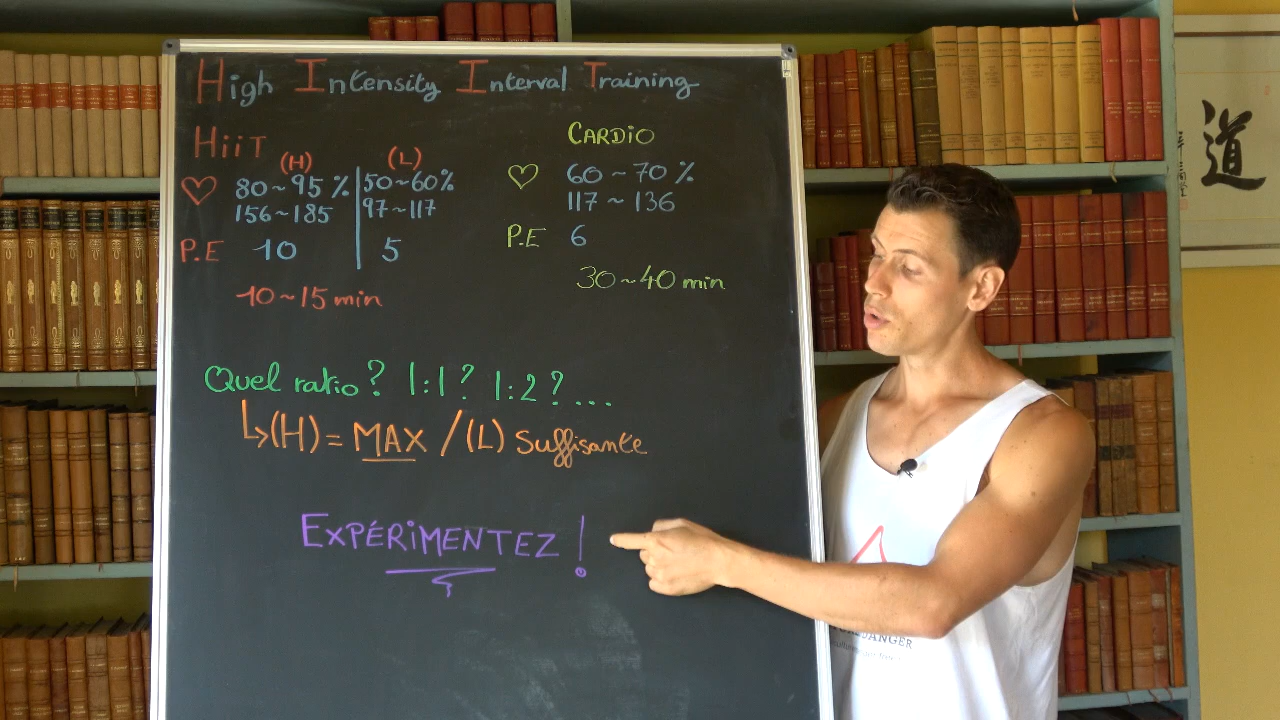 High Intensity Interval Training
HiiT
(H) (L)
80~95 % 50~60%
156~185 97~117
P.E 10 5
10~15 min
CARDIO
60~70 %
117~136
P.E 6
30~40 min
Quel ratio? 1:1? 1:2? ...
(H) = MAX / (L) Suffisante
EXPÉRiMENTEZ !
道